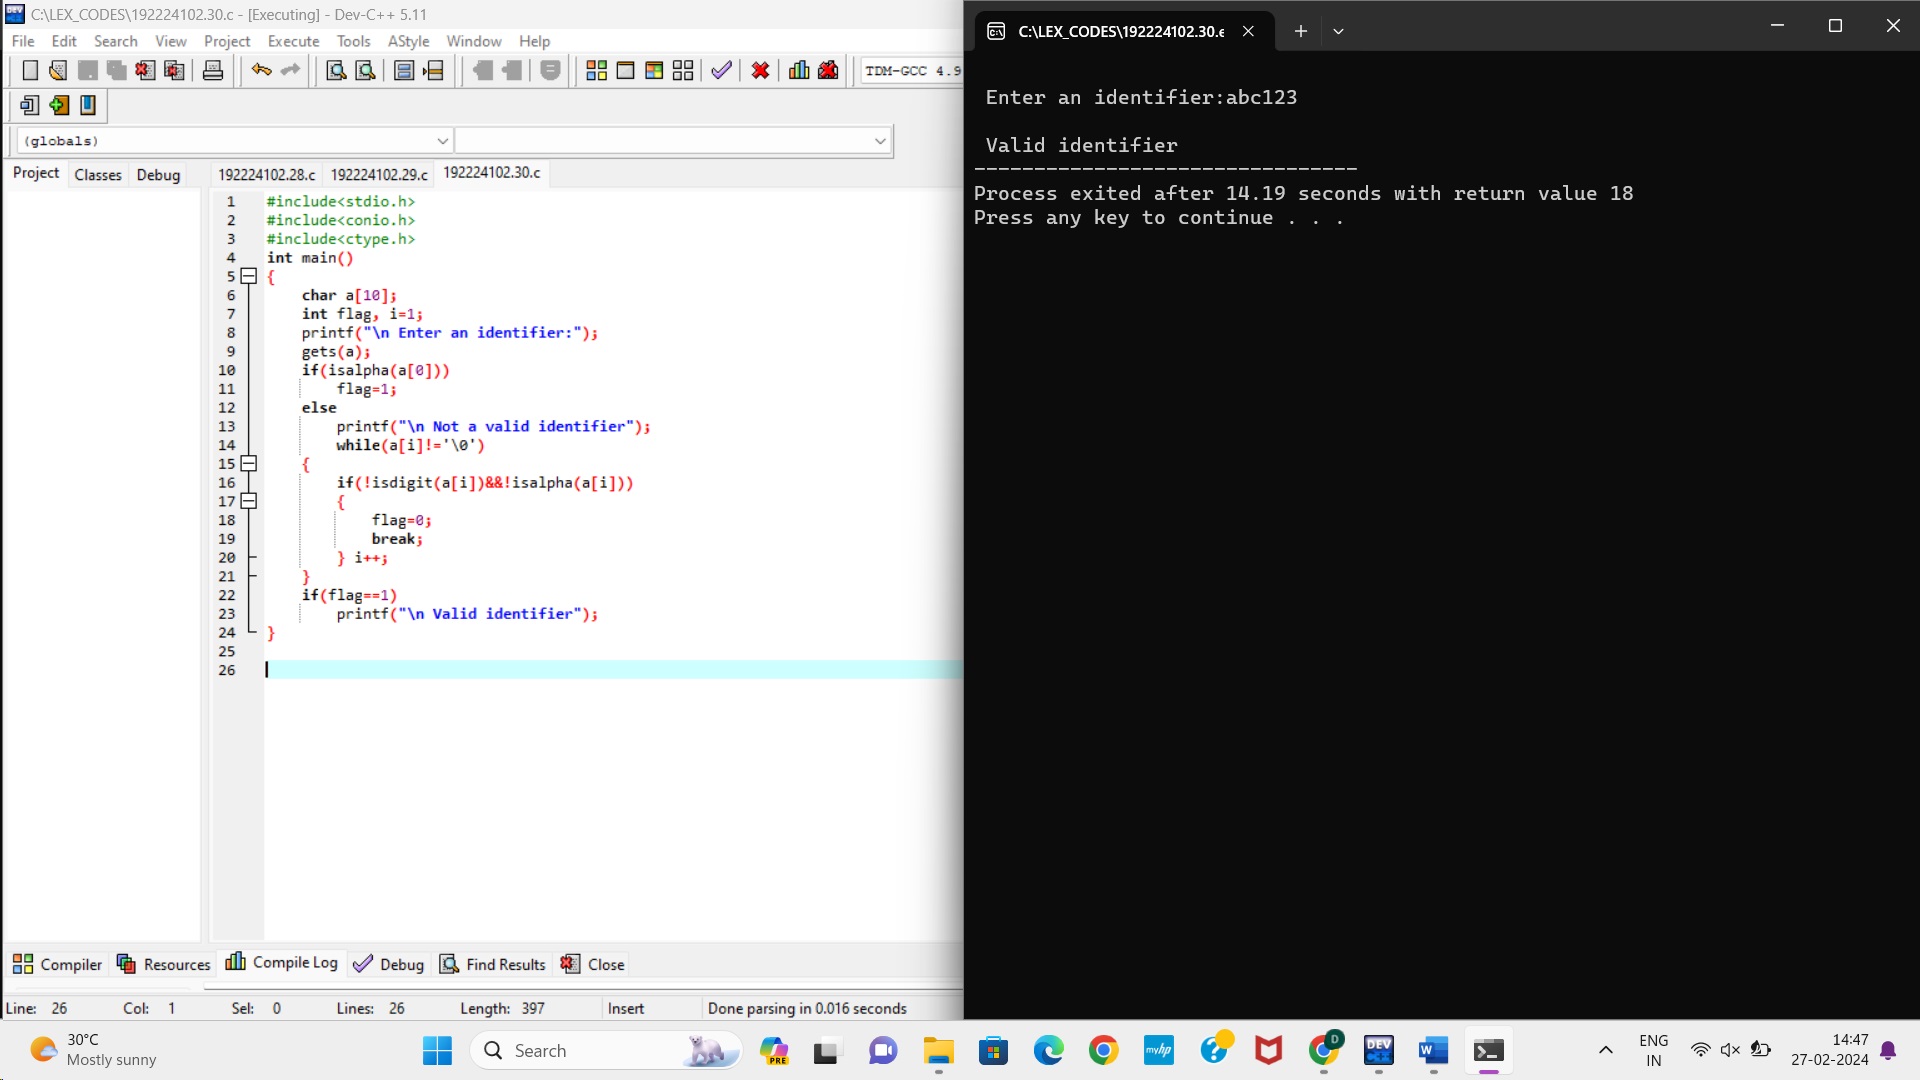 C:\LEX_CODES\192224102.30.c - [Executing] - Dev-C++ 5.11
File Edit Search View Project Execute Tools AStyle Window Help
TDM-GCC 4.9
(globals)
Project Classes Debug
192224102.28.c 192224102.29.c 192224102.30.c
1 #include<stdio.h>
2 #include<conio.h>
3 #include<ctype.h>
4 int main()
5 {
6 char a[10];
7 int flag, i=1;
8 printf("\n Enter an identifier:");
9 gets(a);
10 if(isalpha(a[0]))
11 flag=1;
12 else
13 printf("\n Not a valid identifier");
14 while(a[i]!='\0')
15 {
16 if(!isdigit(a[i])&&!isalpha(a[i]))
17 {
18 flag=0;
19 break;
20 } i++;
21 }
22 if(flag==1)
23 printf("\n Valid identifier");
24 }
25
26
Compiler Resources Compile Log Debug Find Results Close
Line: 26 Col: 1 Sel: 0 Lines: 26 Length: 397 Insert Done parsing in 0.016 seconds
C:\LEX_CODES\192224102.30.e
Enter an identifier:abc123
Valid identifier
--------------------------------
Process exited after 14.19 seconds with return value 18
Press any key to continue . . .
30°C
Mostly sunny
Search
PRE
myhp
D
DEV
W
ENG
IN
14:47
27-02-2024